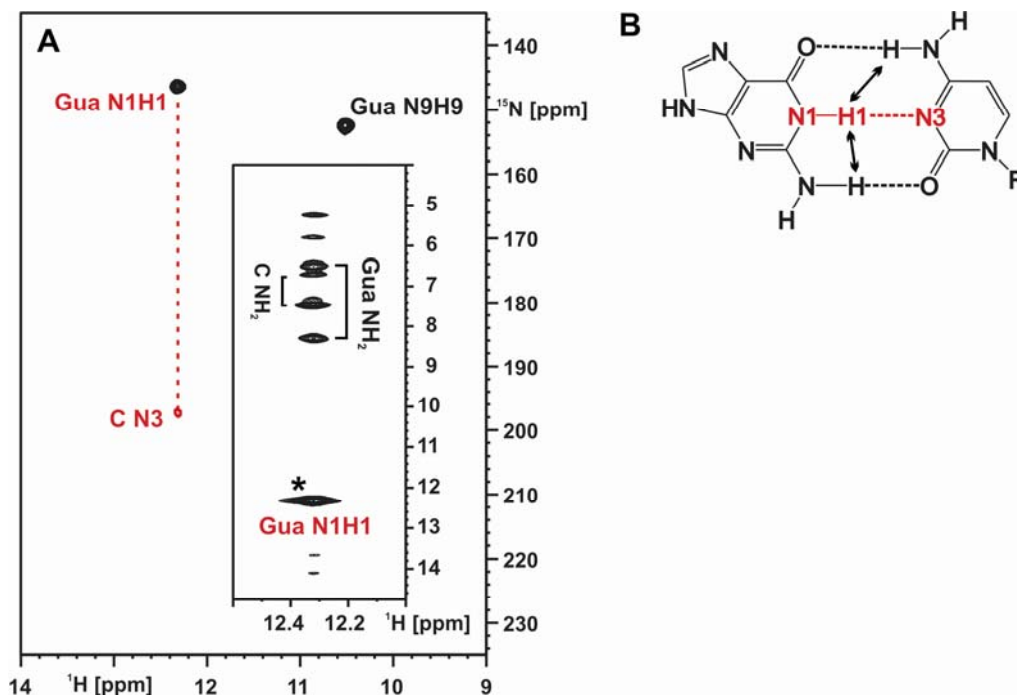 A
B
Gua N1H1
Gua N9H9
¹⁵N [ppm]
140
160
170
180
190
200
210
220
230
5
6
7
8
9
10
11
12
13
14
C NH₂
Gua NH₂
*
Gua N1H1
12.4 12.2 ¹H [ppm]
C N3
14 ¹H [ppm] 12 11 10 9
O H N H
N N1 H1 N3
HN N N H O N R
H